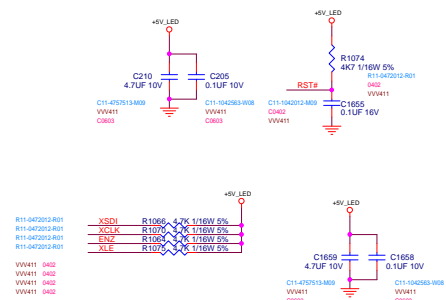 +5V_LED
C210
4.7UF 10V
C205
0.1UF 10V
C11-4757513-M09
VVV411
C0603
C11-1042563-W08
VVV411
C0603
+5V_LED
R1074
4K7 1/16W 5%
R11-0472012-R01
0402
VVV411
RST#
C11-1042012-M09
C0402
VVV411
C1655
0.1UF 16V
+5V_LED
R11-0472012-R01
R11-0472012-R01
R11-0472012-R01
R11-0472012-R01
XSDI R1066 4.7K 1/16W 5%
XCLK R1070 4.7K 1/16W 5%
ENZ R1064 4.7K 1/16W 5%
XLE R1075 4.7K 1/16W 5%
VVV411 0402
VVV411 0402
VVV411 0402
VVV411 0402
+5V_LED
C1659
4.7UF 10V
C1658
0.1UF 10V
C11-4757513-M09
VVV411
C11-1042563-W08
VVV411